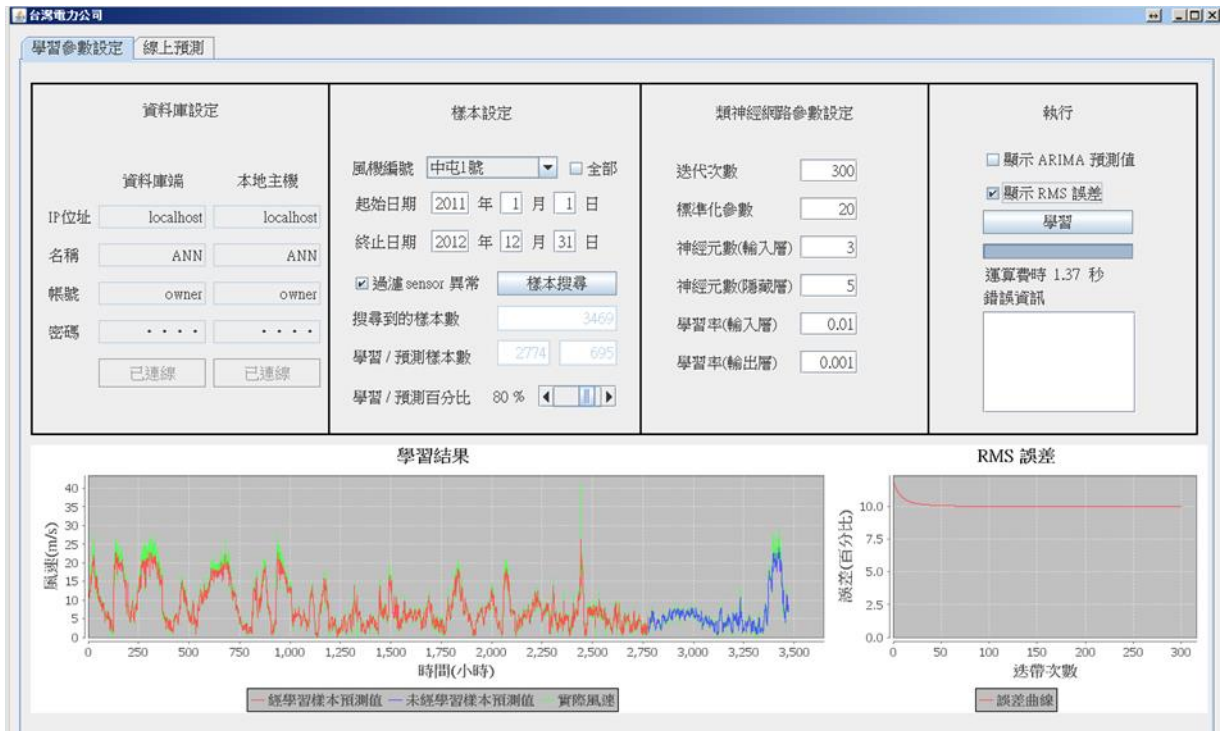 台灣電力公司
學習參數設定 線上預測
資料庫設定
資料庫端 本地主機
IP位址 localhost localhost
名稱 ANN ANN
帳號 owner owner
密碼 • • • • • • • •
已連線 已連線
樣本設定
風機編號 中屯1號 全部
起始日期 2011 年 1 月 1 日
終止日期 2012 年 12 月 31 日
過濾 sensor 異常 樣本搜尋
搜尋到的樣本數 3469
學習 / 預測樣本數 2774 695
學習 / 預測百分比 80 %
類神經網路參數設定
迭代次數 300
標準化參數 20
神經元數(輸入層) 3
神經元數(隱藏層) 5
學習率(輸入層) 0.01
學習率(輸出層) 0.001
執行
顯示 ARIMA 預測值
顯示 RMS 誤差
學習
運算費時 1.37 秒
錯誤資訊
學習結果
風速(m/s)
40
35
30
25
20
15
10
5
0
0 250 500 750 1,000 1,250 1,500 1,750 2,000 2,250 2,500 2,750 3,000 3,250 3,500
時間(小時)
經學習樣本預測值 未經學習樣本預測值 實際風速
RMS 誤差
誤差(百分比)
10.0
7.5
5.0
2.5
0.0
0 50 100 150 200 250 300
迭帶次數
誤差曲線